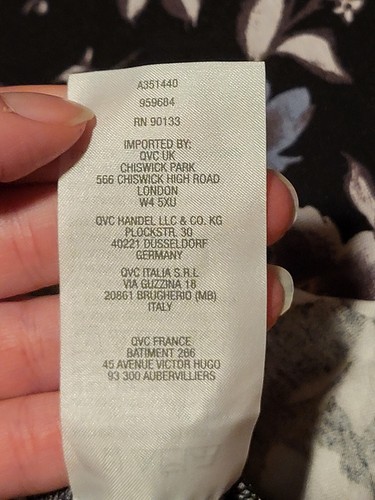 A351440
959684
RN 90133
IMPORTED BY:
QVC UK
CHISWICK PARK
566 CHISWICK HIGH ROAD
LONDON
W4 5XU
QVC HANDEL LLC & CO. KG
PLOCKSTR. 30
40221 DUSSELDORF
GERMANY
QVC ITALIA S.R.L
VIA GUZZINA 18
20861 BRUGHERIO (MB)
ITALY
QVC FRANCE
BATIMENT 266
45 AVENUE VICTOR HUGO
93 300 AUBERVILLIERS